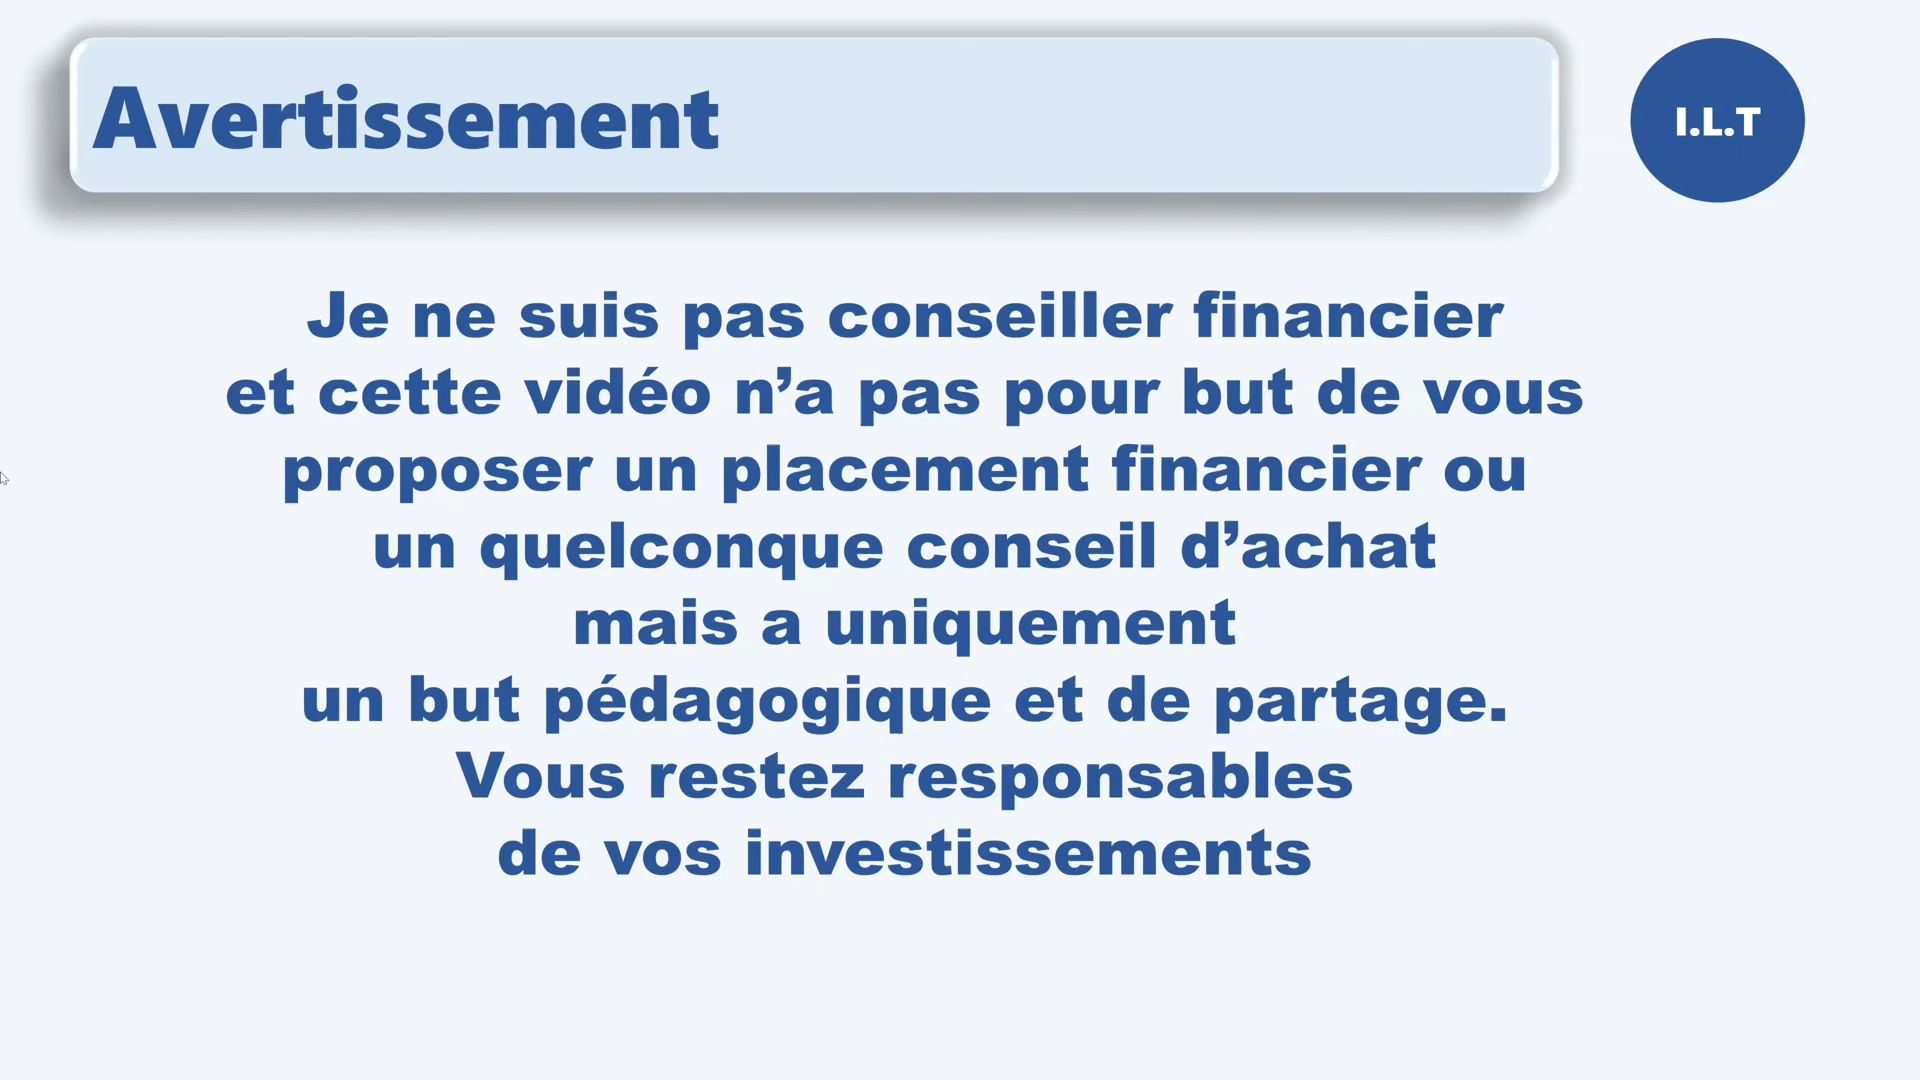 Avertissement
I.L.T
Je ne suis pas conseiller financier
et cette vidéo n’a pas pour but de vous
proposer un placement financier ou
un quelconque conseil d’achat
mais a uniquement
un but pédagogique et de partage.
Vous restez responsables
de vos investissements